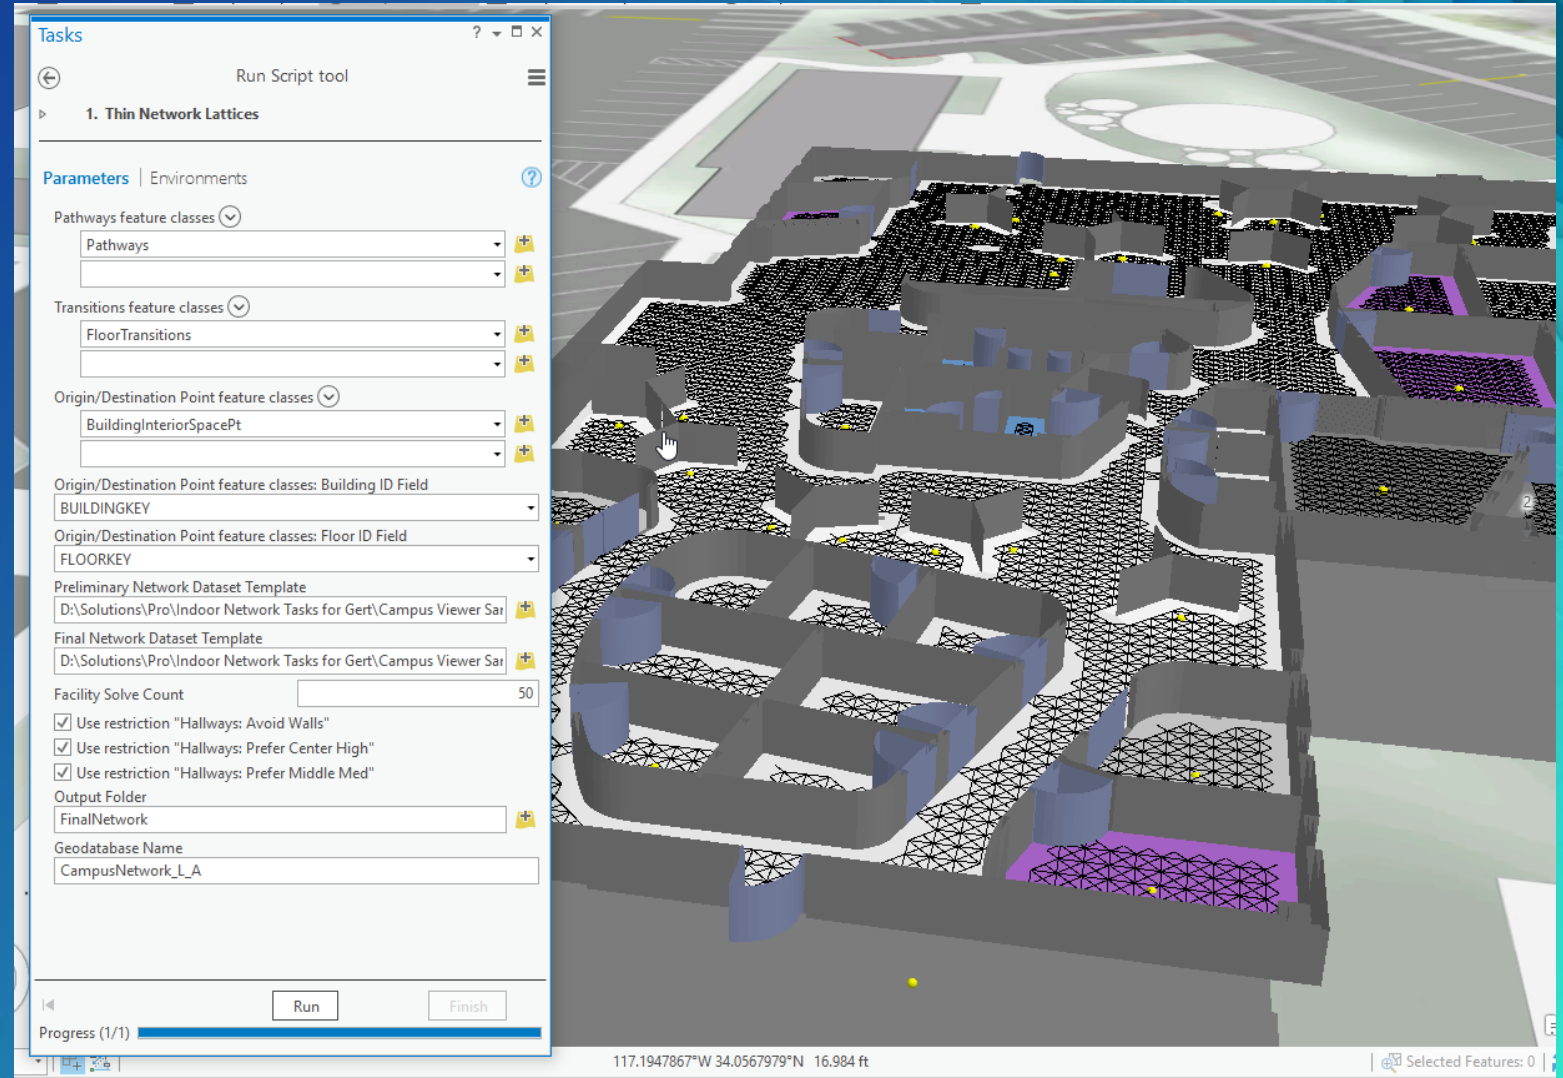 Tasks
?
Run Script tool
1. Thin Network Lattices
Parameters | Environments
?
Pathways feature classes
Pathways
Transitions feature classes
FloorTransitions
Origin/Destination Point feature classes
BuildingInteriorSpacePt
Origin/Destination Point feature classes: Building ID Field
BUILDINGKEY
Origin/Destination Point feature classes: Floor ID Field
FLOORKEY
Preliminary Network Dataset Template
D:\Solutions\Pro\Indoor Network Tasks for Gert\Campus Viewer Sar
Final Network Dataset Template
D:\Solutions\Pro\Indoor Network Tasks for Gert\Campus Viewer Sar
Facility Solve Count 50
Use restriction "Hallways: Avoid Walls"
Use restriction "Hallways: Prefer Center High"
Use restriction "Hallways: Prefer Middle Med"
Output Folder
FinalNetwork
Geodatabase Name
CampusNetwork_L_A
Run Finish
Progress (1/1)
2
117.1947867°W 34.0567979°N 16.984 ft
Selected Features: 0